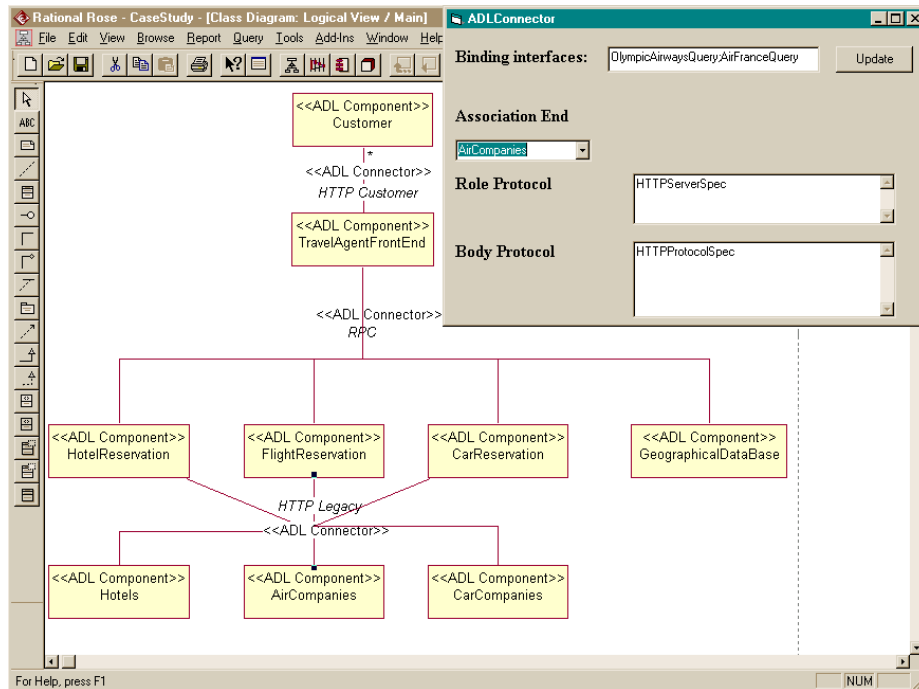 Rational Rose - CaseStudy - [Class Diagram: Logical View / Main]
File Edit View Browse Report Query Tools Add-Ins Window Help
ABC
<<ADL Component>>
Customer
*
<<ADL Connector>>
HTTP Customer
<<ADL Component>>
TravelAgentFrontEnd
<<ADL Connector>>
RPC
<<ADL Component>>
HotelReservation
<<ADL Component>>
FlightReservation
<<ADL Component>>
CarReservation
<<ADL Component>>
GeographicalDataBase
HTTP Legacy
<<ADL Connector>>
<<ADL Component>>
Hotels
<<ADL Component>>
AirCompanies
<<ADL Component>>
CarCompanies
ADLConnector
Binding interfaces: OlympicAirwaysQuery;AirFranceQuery Update
Association End
AirCompanies
Role Protocol HTTPServerSpec
Body Protocol HTTPProtocolSpec
For Help, press F1 NUM